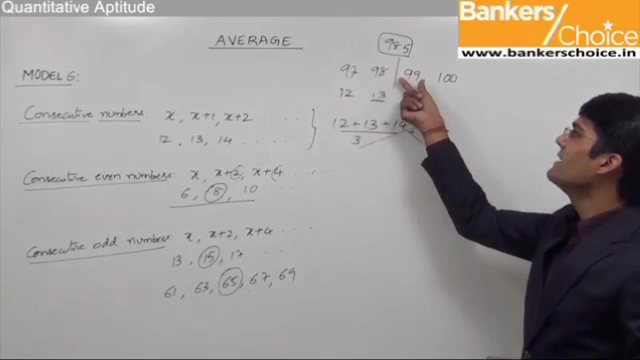 Quantitative Aptitude
Bankers
Choice
www.bankerschoice.in
AVERAGE
98.5
97 98 99 100
12 13
12+13+14
3
MODEL 6:
Consecutive numbers: x, x+1, x+2 .....
12, 13, 14 ....
Consecutive even numbers: x, x+2, x+4 .....
6, 8, 10 ....
Consecutive odd number: x, x+2, x+4 .....
13, 15, 17 ...
61, 63, 65, 67, 69